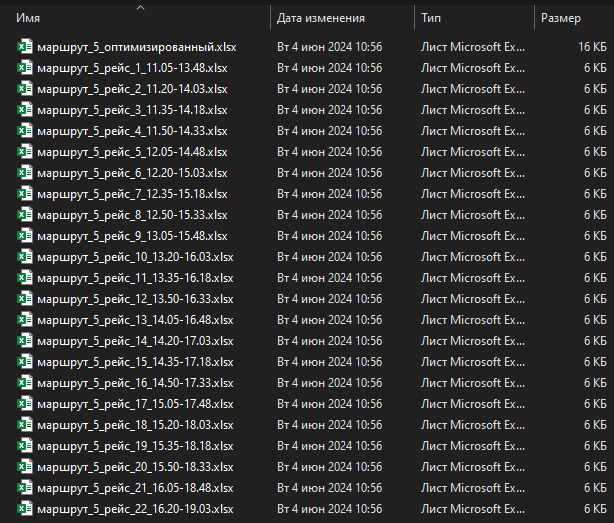 Имя Дата изменения Тип Размер
маршрут_5_оптимизированный.xlsx Вт 4 июн 2024 10:56 Лист Microsoft Ex... 16 КБ
маршрут_5_рейс_1_11.05-13.48.xlsx Вт 4 июн 2024 10:56 Лист Microsoft Ex... 6 КБ
маршрут_5_рейс_2_11.20-14.03.xlsx Вт 4 июн 2024 10:56 Лист Microsoft Ex... 6 КБ
маршрут_5_рейс_3_11.35-14.18.xlsx Вт 4 июн 2024 10:56 Лист Microsoft Ex... 6 КБ
маршрут_5_рейс_4_11.50-14.33.xlsx Вт 4 июн 2024 10:56 Лист Microsoft Ex... 6 КБ
маршрут_5_рейс_5_12.05-14.48.xlsx Вт 4 июн 2024 10:56 Лист Microsoft Ex... 6 КБ
маршрут_5_рейс_6_12.20-15.03.xlsx Вт 4 июн 2024 10:56 Лист Microsoft Ex... 6 КБ
маршрут_5_рейс_7_12.35-15.18.xlsx Вт 4 июн 2024 10:56 Лист Microsoft Ex... 6 КБ
маршрут_5_рейс_8_12.50-15.33.xlsx Вт 4 июн 2024 10:56 Лист Microsoft Ex... 6 КБ
маршрут_5_рейс_9_13.05-15.48.xlsx Вт 4 июн 2024 10:56 Лист Microsoft Ex... 6 КБ
маршрут_5_рейс_10_13.20-16.03.xlsx Вт 4 июн 2024 10:56 Лист Microsoft Ex... 6 КБ
маршрут_5_рейс_11_13.35-16.18.xlsx Вт 4 июн 2024 10:56 Лист Microsoft Ex... 6 КБ
маршрут_5_рейс_12_13.50-16.33.xlsx Вт 4 июн 2024 10:56 Лист Microsoft Ex... 6 КБ
маршрут_5_рейс_13_14.05-16.48.xlsx Вт 4 июн 2024 10:56 Лист Microsoft Ex... 6 КБ
маршрут_5_рейс_14_14.20-17.03.xlsx Вт 4 июн 2024 10:56 Лист Microsoft Ex... 6 КБ
маршрут_5_рейс_15_14.35-17.18.xlsx Вт 4 июн 2024 10:56 Лист Microsoft Ex... 6 КБ
маршрут_5_рейс_16_14.50-17.33.xlsx Вт 4 июн 2024 10:56 Лист Microsoft Ex... 6 КБ
маршрут_5_рейс_17_15.05-17.48.xlsx Вт 4 июн 2024 10:56 Лист Microsoft Ex... 6 КБ
маршрут_5_рейс_18_15.20-18.03.xlsx Вт 4 июн 2024 10:56 Лист Microsoft Ex... 6 КБ
маршрут_5_рейс_19_15.35-18.18.xlsx Вт 4 июн 2024 10:56 Лист Microsoft Ex... 6 КБ
маршрут_5_рейс_20_15.50-18.33.xlsx Вт 4 июн 2024 10:56 Лист Microsoft Ex... 6 КБ
маршрут_5_рейс_21_16.05-18.48.xlsx Вт 4 июн 2024 10:56 Лист Microsoft Ex... 6 КБ
маршрут_5_рейс_22_16.20-19.03.xlsx Вт 4 июн 2024 10:56 Лист Microsoft Ex... 6 КБ